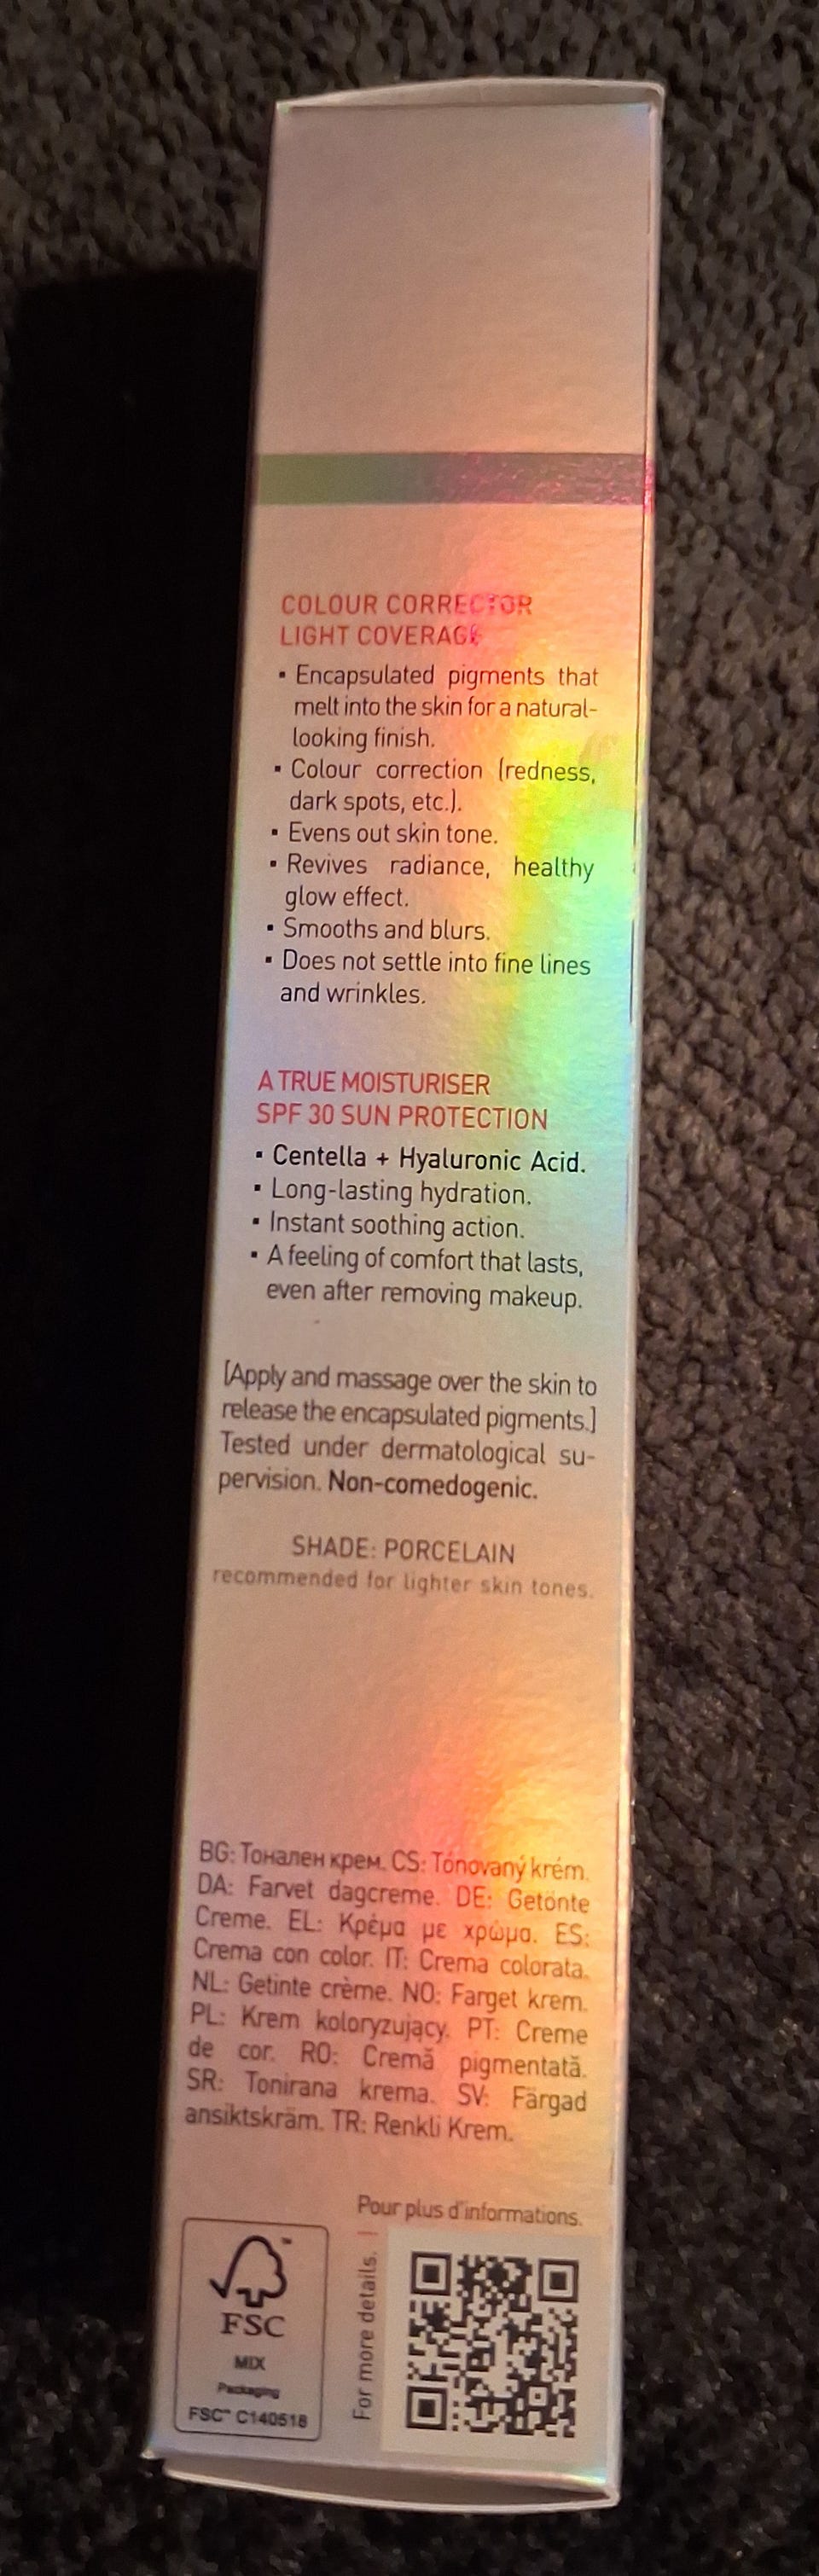 COLOUR CORRECTOR
LIGHT COVERAGE
▪ Encapsulated pigments that
melt into the skin for a natural-
looking finish.
▪ Colour correction (redness,
dark spots, etc.).
▪ Evens out skin tone.
▪ Revives radiance, healthy
glow effect.
▪ Smooths and blurs.
▪ Does not settle into fine lines
and wrinkles.
A TRUE MOISTURISER
SPF 30 SUN PROTECTION
▪ Centella + Hyaluronic Acid.
▪ Long-lasting hydration.
▪ Instant soothing action.
▪ A feeling of comfort that lasts,
even after removing makeup.
[Apply and massage over the skin to
release the encapsulated pigments.]
Tested under dermatological su-
pervision. Non-comedogenic.
SHADE: PORCELAIN
recommended for lighter skin tones.
BG: Тонален крем. CS: Tónovaný krém.
DA: Farvet dagcreme. DE: Getönte
Creme. EL: Κρέμα με χρώμα. ES:
Crema con color. IT: Crema colorata.
NL: Getinte crème. NO: Farget krem.
PL: Krem koloryzujący. PT: Creme
de cor. RO: Cremă pigmentată.
SR: Tonirana krema. SV: Färgad
ansiktskräm. TR: Renkli Krem.
Pour plus d'informations.
For more details. |
FSC
MIX
Packaging
FSC™ C140518